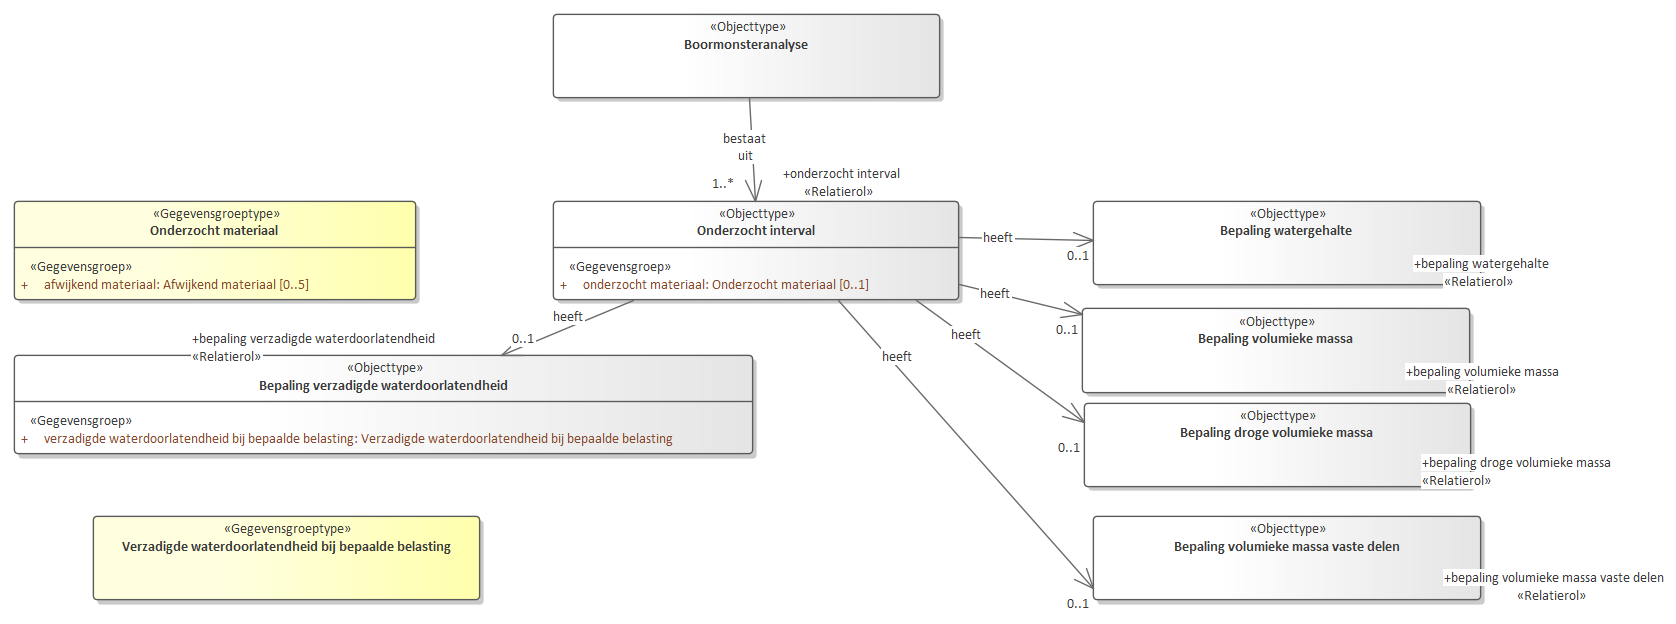 «Objecttype»
Boormonsteranalyse
bestaat
uit
1..*
+onderzocht interval
«Relatierol»
«Gegevensgroeptype»
Onderzocht materiaal
«Gegevensgroep»
+ afwijkend materiaal: Afwijkend materiaal [0..5]
«Objecttype»
Onderzocht interval
«Gegevensgroep»
+ onderzocht materiaal: Onderzocht materiaal [0..1]
heeft
0..1
«Objecttype»
Bepaling watergehalte
+bepaling watergehalte
«Relatierol»
heeft
0..1
«Objecttype»
Bepaling volumieke massa
+bepaling volumieke massa
«Relatierol»
heeft
0..1
+bepaling verzadigde waterdoorlatendheid
«Relatierol»
«Objecttype»
Bepaling verzadigde waterdoorlatendheid
«Gegevensgroep»
+ verzadigde waterdoorlatendheid bij bepaalde belasting: Verzadigde waterdoorlatendheid bij bepaalde belasting
heeft
0..1
«Objecttype»
Bepaling droge volumieke massa
+bepaling droge volumieke massa
«Relatierol»
heeft
0..1
«Objecttype»
Bepaling volumieke massa vaste delen
+bepaling volumieke massa vaste delen
«Relatierol»
«Gegevensgroeptype»
Verzadigde waterdoorlatendheid bij bepaalde belasting